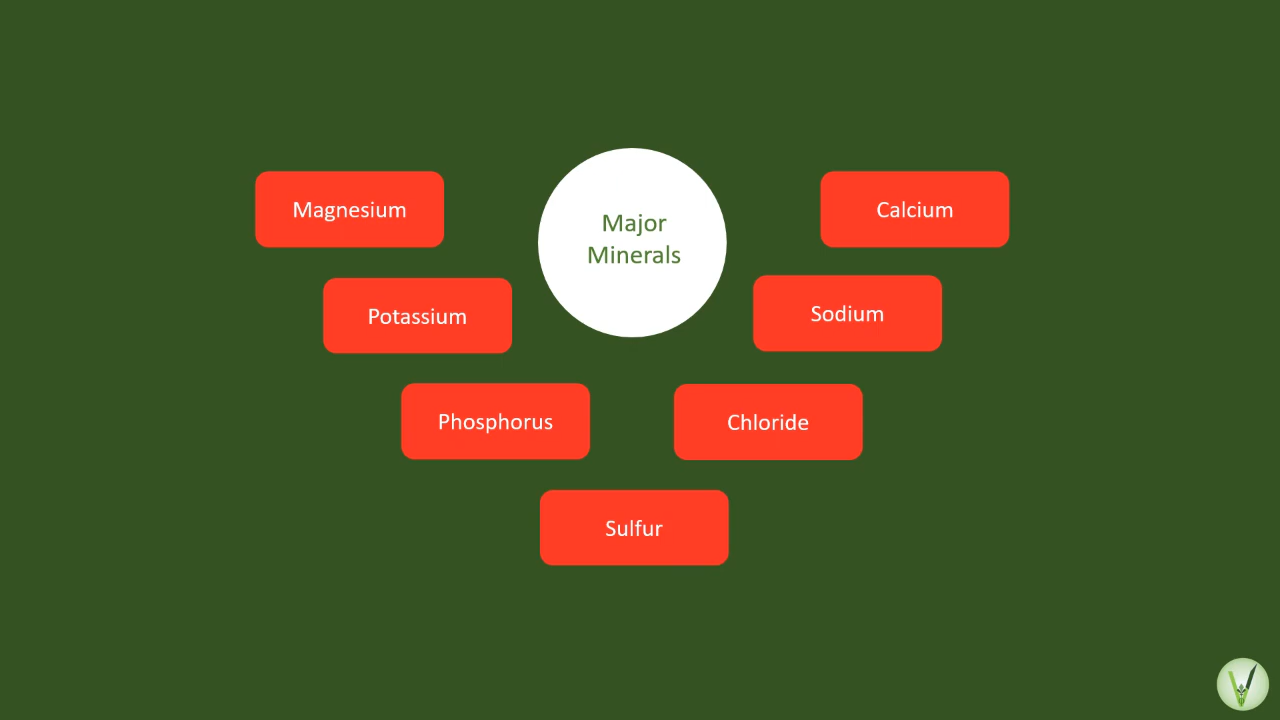 Major
Minerals
Magnesium
Calcium
Potassium
Sodium
Phosphorus
Chloride
Sulfur